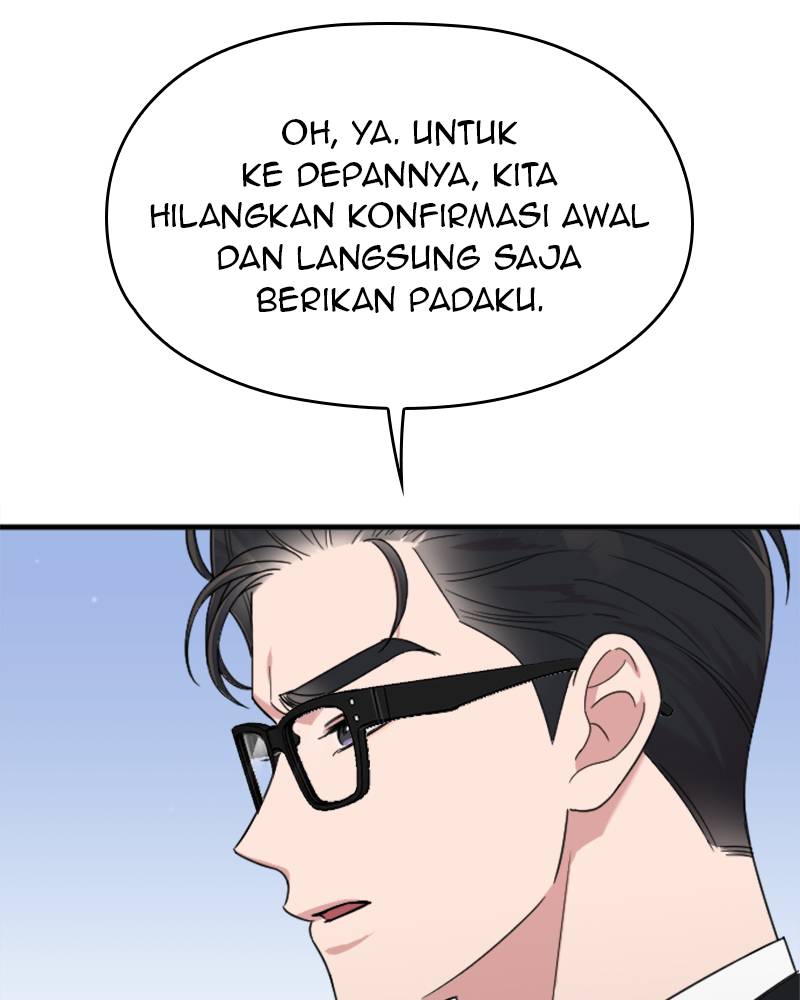 OH, YA. UNTUK
KE DEPANNYA, KITA
HILANGKAN KONFIRMASI AWAL
DAN LANGSUNG SAJA
BERIKAN PADAKU.